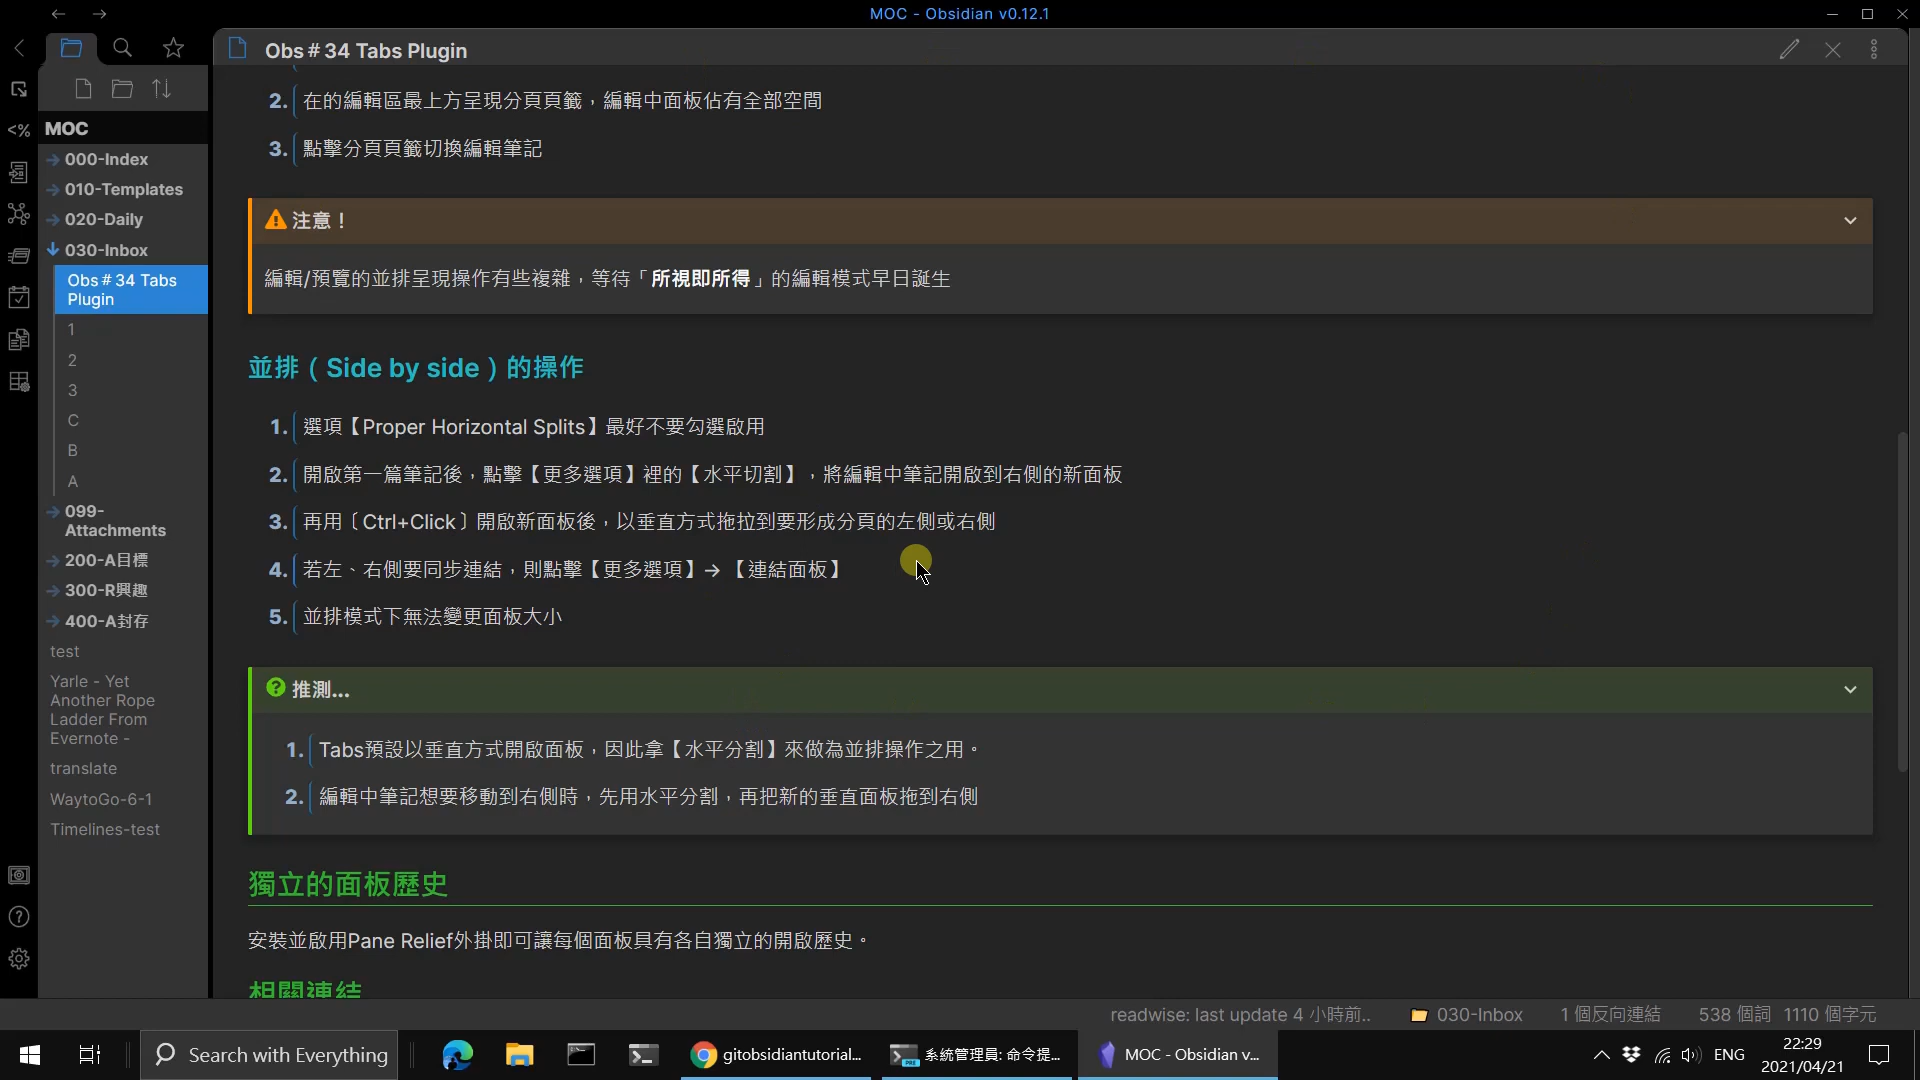 MOC - Obsidian v0.12.1
Obs#34 Tabs Plugin
MOC
000-Index
010-Templates
020-Daily
030-Inbox
Obs#34 Tabs
Plugin
1
2
3
C
B
A
099-
Attachments
200-A目標
300-R興趣
400-A封存
test
Yarle - Yet
Another Rope
Ladder From
Evernote -
translate
WaytoGo-6-1
Timelines-test
2. 在的編輯區最上方呈現分頁頁籤，編輯中面板佔有全部空間
3. 點擊分頁頁籤切換編輯筆記
注意！
編輯/預覽的並排呈現操作有些複雜，等待「所視即所得」的編輯模式早日誕生
並排（Side by side）的操作
1. 選項【Proper Horizontal Splits】最好不要勾選啟用
2. 開啟第一篇筆記後，點擊【更多選項】裡的【水平切割】，將編輯中筆記開啟到右側的新面板
3. 再用〔Ctrl+Click〕開啟新面板後，以垂直方式拖拉到要形成分頁的左側或右側
4. 若左、右側要同步連結，則點擊【更多選項】→【連結面板】
5. 並排模式下無法變更面板大小
推測...
1. Tabs預設以垂直方式開啟面板，因此拿【水平分割】來做為並排操作之用。
2. 編輯中筆記想要移動到右側時，先用水平分割，再把新的垂直面板拖到右側
獨立的面板歷史
安裝並啟用Pane Relief外掛即可讓每個面板具有各自獨立的開啟歷史。
相關連結
readwise: last update 4 小時前.. 030-Inbox 1 個反向連結 538 個詞 1110 個字元
Search with Everything
gitobsidiantutorial...
系統管理員: 命令提...
MOC - Obsidian v...
ENG
22:29
2021/04/21